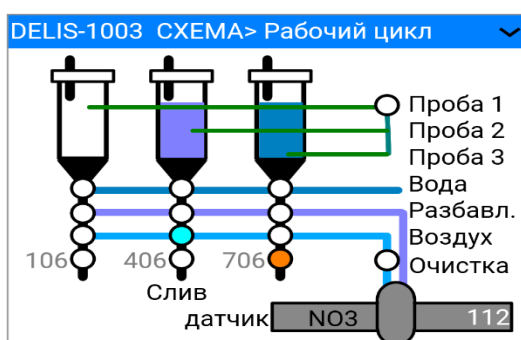 DELIS-1003 СХЕМА> Рабочий цикл
Проба 1
Проба 2
Проба 3
Вода
Разбавл.
Воздух
106 406 706 Очистка
Слив
датчик NO3 112